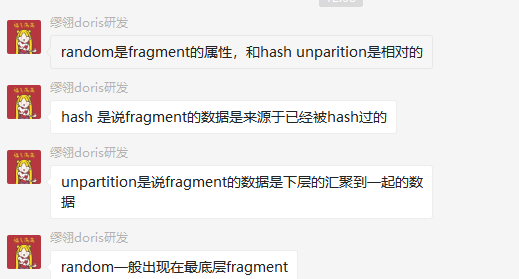 缪翎doris研发
random是fragment的属性，和hash unparition是相对的
缪翎doris研发
hash 是说fragment的数据是来源于已经被hash过的
缪翎doris研发
unpartition是说fragment的数据是下层的汇聚到一起的数
据
缪翎doris研发
random一般出现在最底层fragment